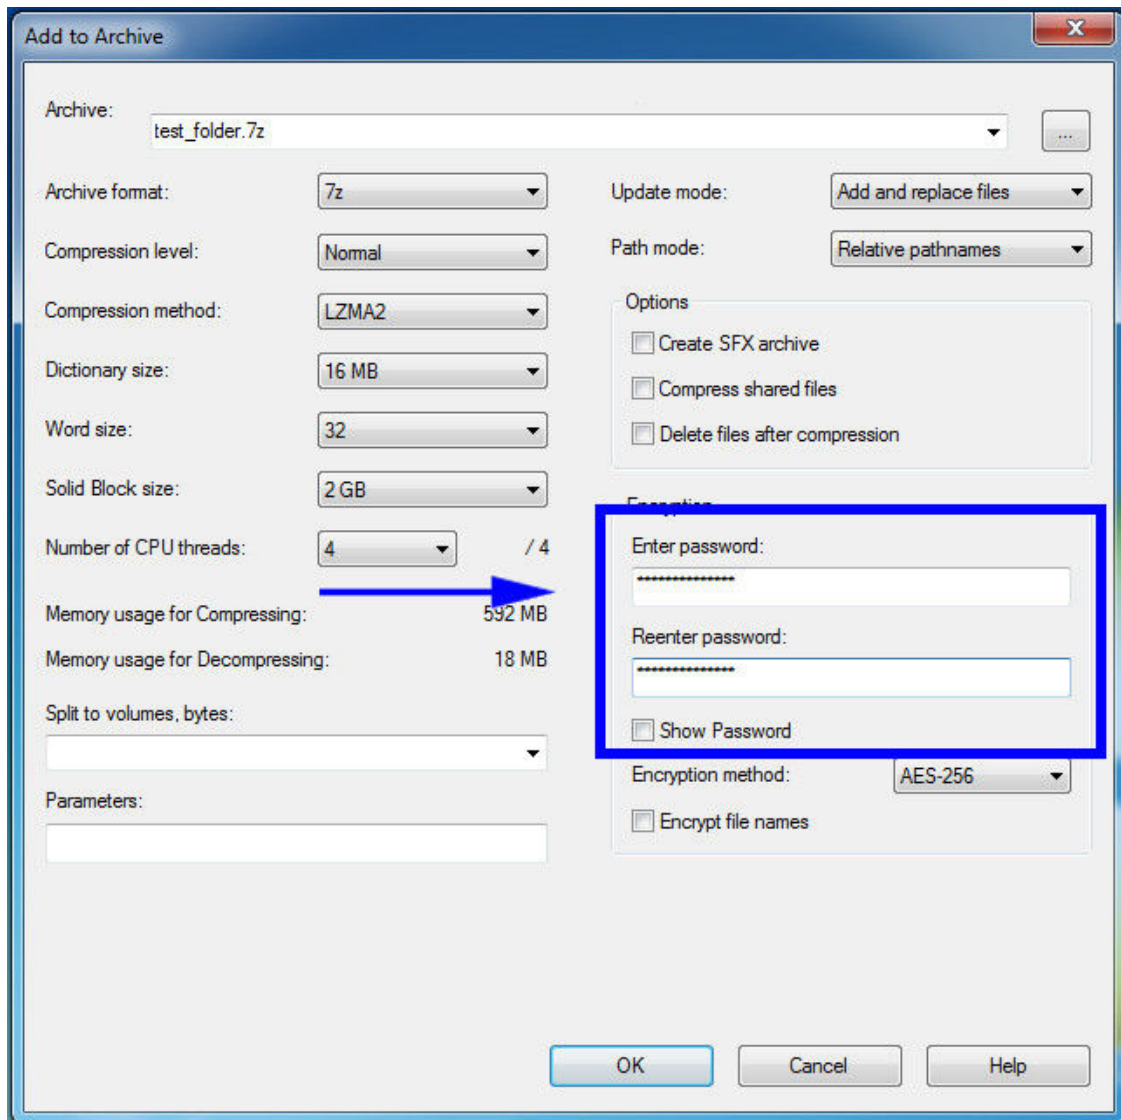 Add to Archive
Archive:
test_folder.7z
...
Archive format:
7z
Update mode:
Add and replace files
Compression level:
Normal
Path mode:
Relative pathnames
Compression method:
LZMA2
Options
Create SFX archive
Dictionary size:
16 MB
Compress shared files
Word size:
32
Delete files after compression
Solid Block size:
2 GB
Encryption
Number of CPU threads:
4
/ 4
Enter password:
**************
Memory usage for Compressing:
592 MB
Reenter password:
**************
Memory usage for Decompressing:
18 MB
Split to volumes, bytes:
Show Password
Encryption method:
AES-256
Parameters:
Encrypt file names
OK
Cancel
Help